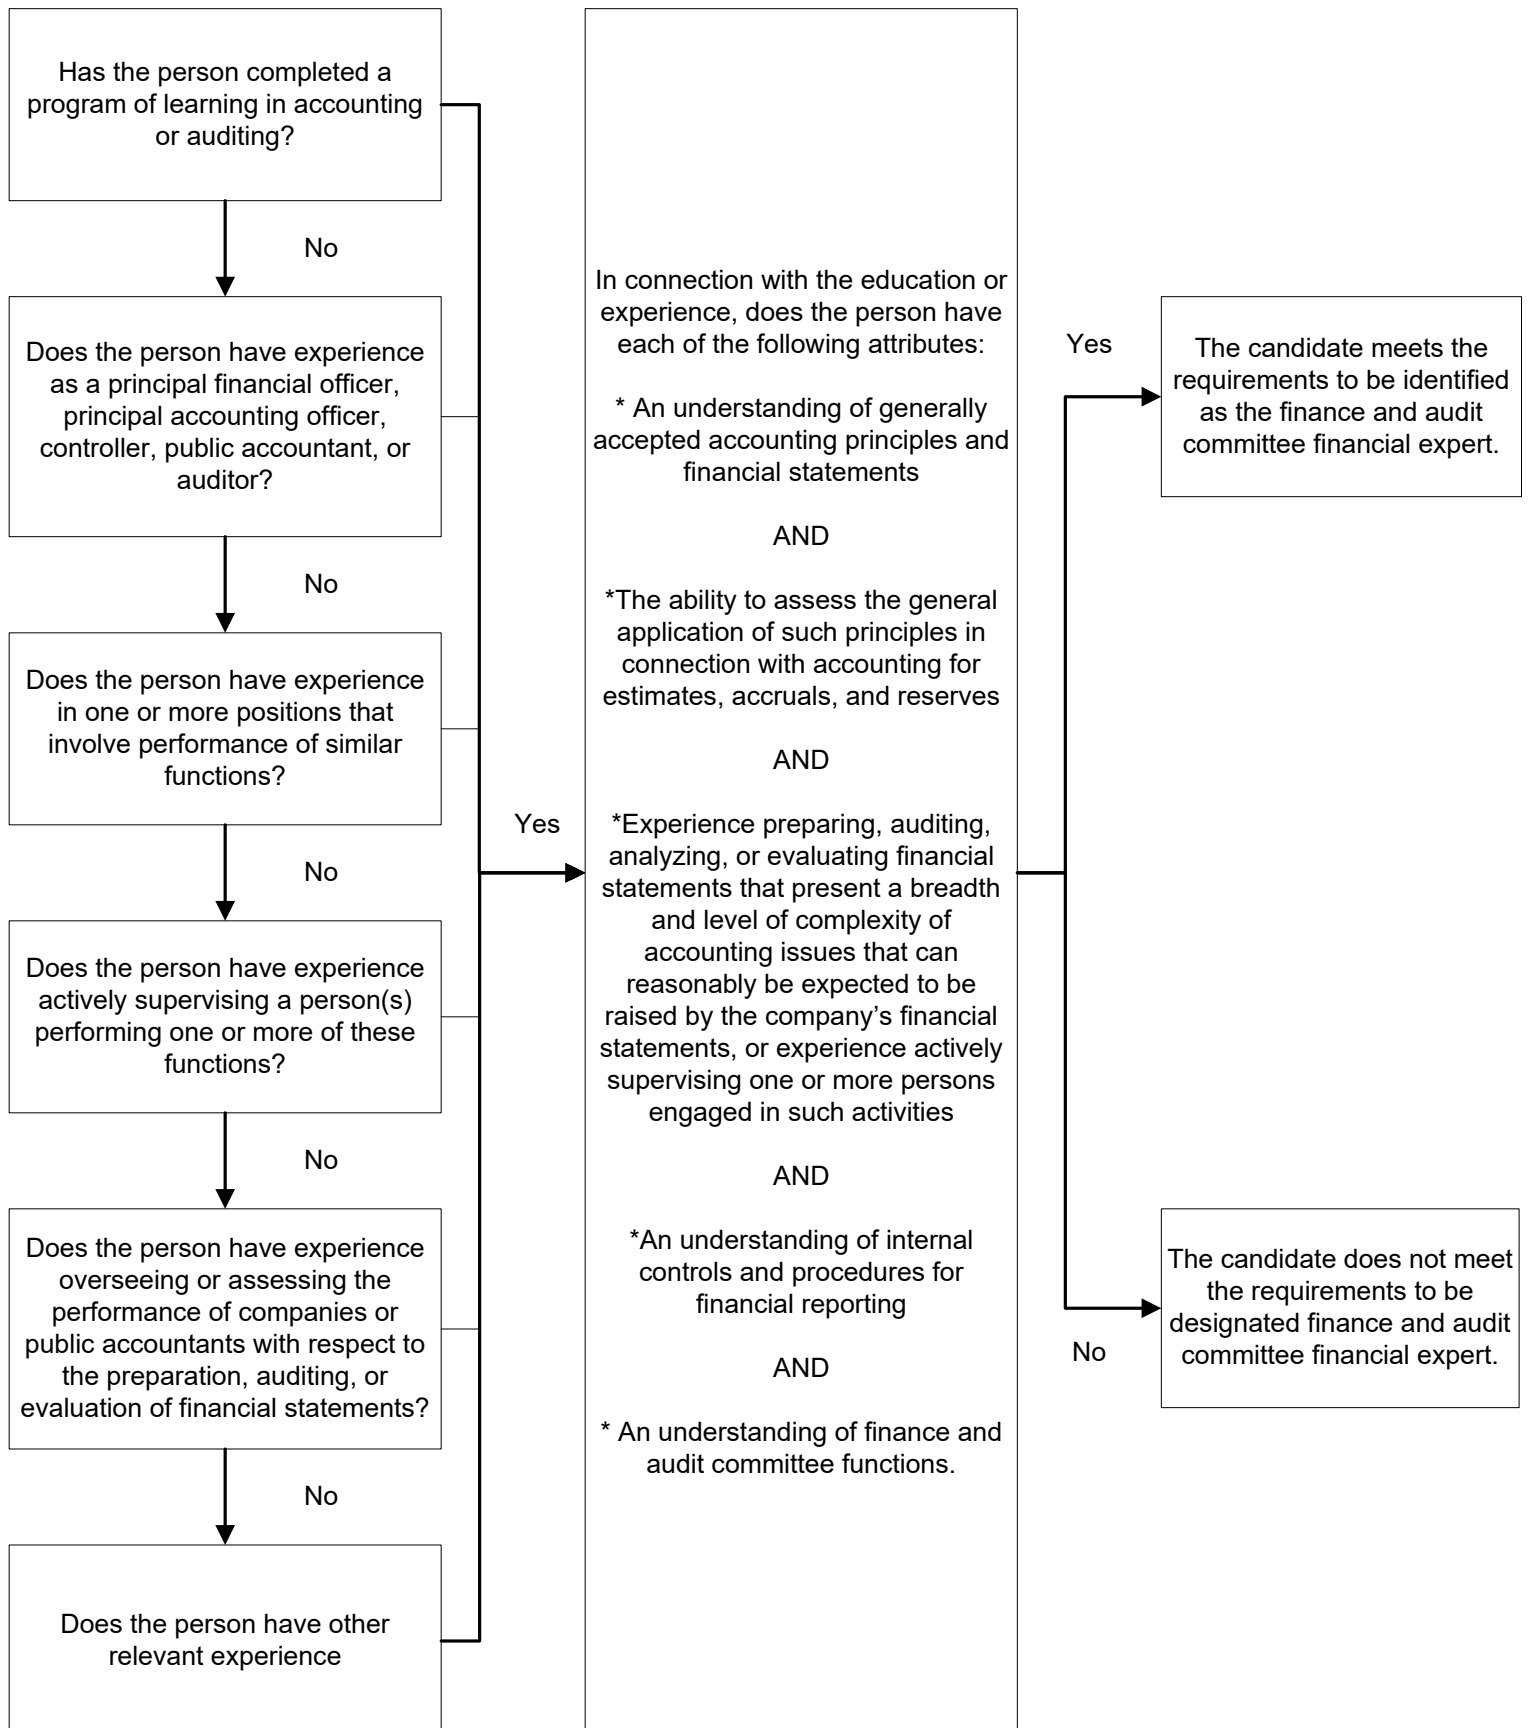 Has the person completed a
program of learning in accounting
or auditing?
No
Does the person have experience
as a principal financial officer,
principal accounting officer,
controller, public accountant, or
auditor?
No
Does the person have experience
in one or more positions that
involve performance of similar
functions?
No
Does the person have experience
actively supervising a person(s)
performing one or more of these
functions?
No
Does the person have experience
overseeing or assessing the
performance of companies or
public accountants with respect to
the preparation, auditing, or
evaluation of financial statements?
No
Does the person have other
relevant experience
Yes
In connection with the education or
experience, does the person have
each of the following attributes:
* An understanding of generally
accepted accounting principles and
financial statements
AND
*The ability to assess the general
application of such principles in
connection with accounting for
estimates, accruals, and reserves
AND
*Experience preparing, auditing,
analyzing, or evaluating financial
statements that present a breadth
and level of complexity of
accounting issues that can
reasonably be expected to be
raised by the company’s financial
statements, or experience actively
supervising one or more persons
engaged in such activities
AND
*An understanding of internal
controls and procedures for
financial reporting
AND
* An understanding of finance and
audit committee functions.
Yes
The candidate meets the
requirements to be identified
as the finance and audit
committee financial expert.
No
The candidate does not meet
the requirements to be
designated finance and audit
committee financial expert.